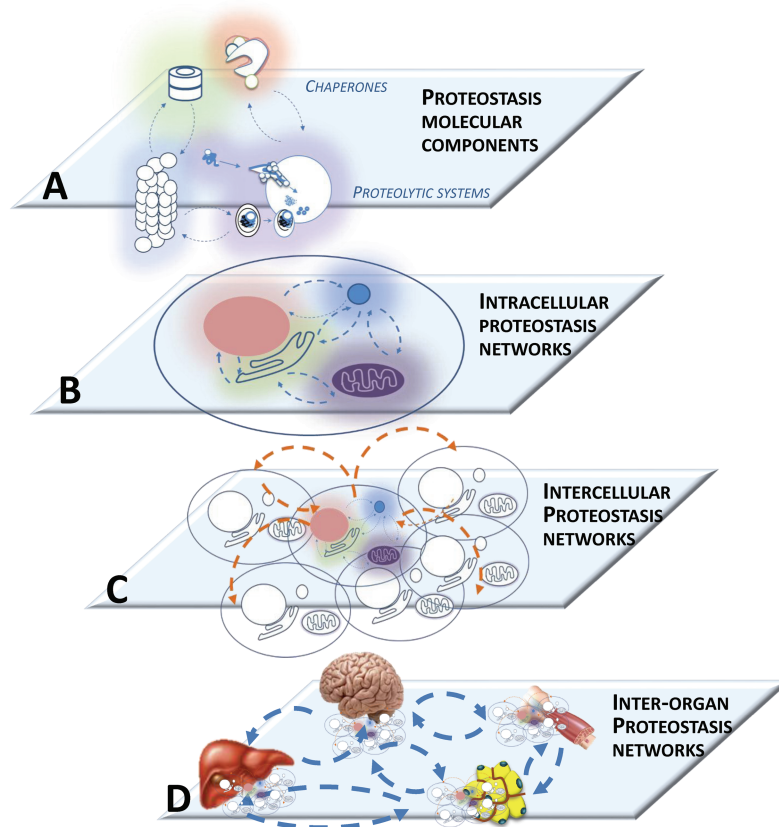 CHAPERONES
PROTEOSTASIS
MOLECULAR
COMPONENTS
A
PROTEOLYTIC SYSTEMS
INTRACELLULAR
PROTEOSTASIS
NETWORKS
B
INTERCELLULAR
PROTEOSTASIS
NETWORKS
C
INTER-ORGAN
PROTEOSTASIS
NETWORKS
D